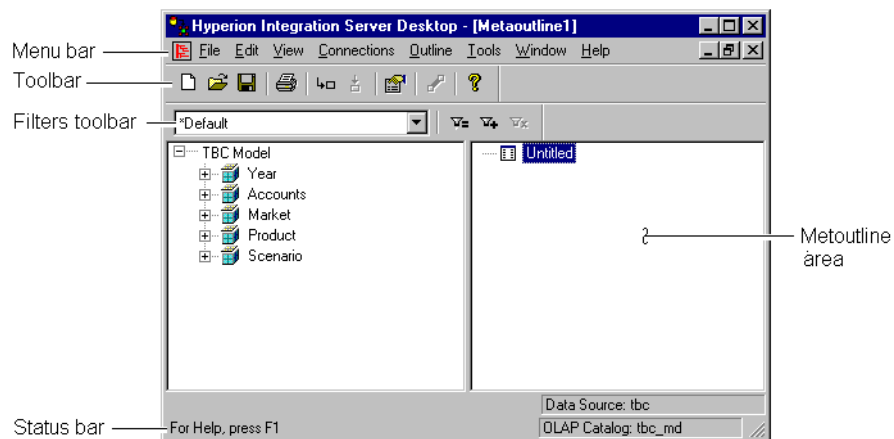 Hyperion Integration Server Desktop - [Metaoutline1]
Menu bar
File Edit View Connections Outline Tools Window Help
Toolbar
Filters toolbar
*Default
TBC Model
Year
Accounts
Market
Product
Scenario
Untitled
Metoutline
area
Data Source: tbc
Status bar
For Help, press F1
OLAP Catalog: tbc_md